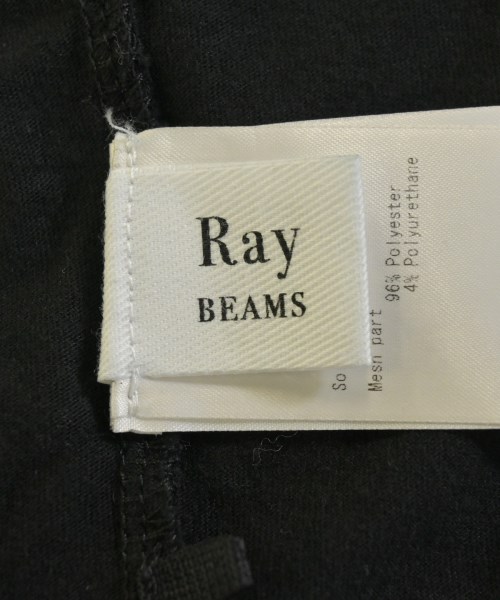 Ray
BEAMS
So
Mesh part
96% Polyester
4% Polyurethane